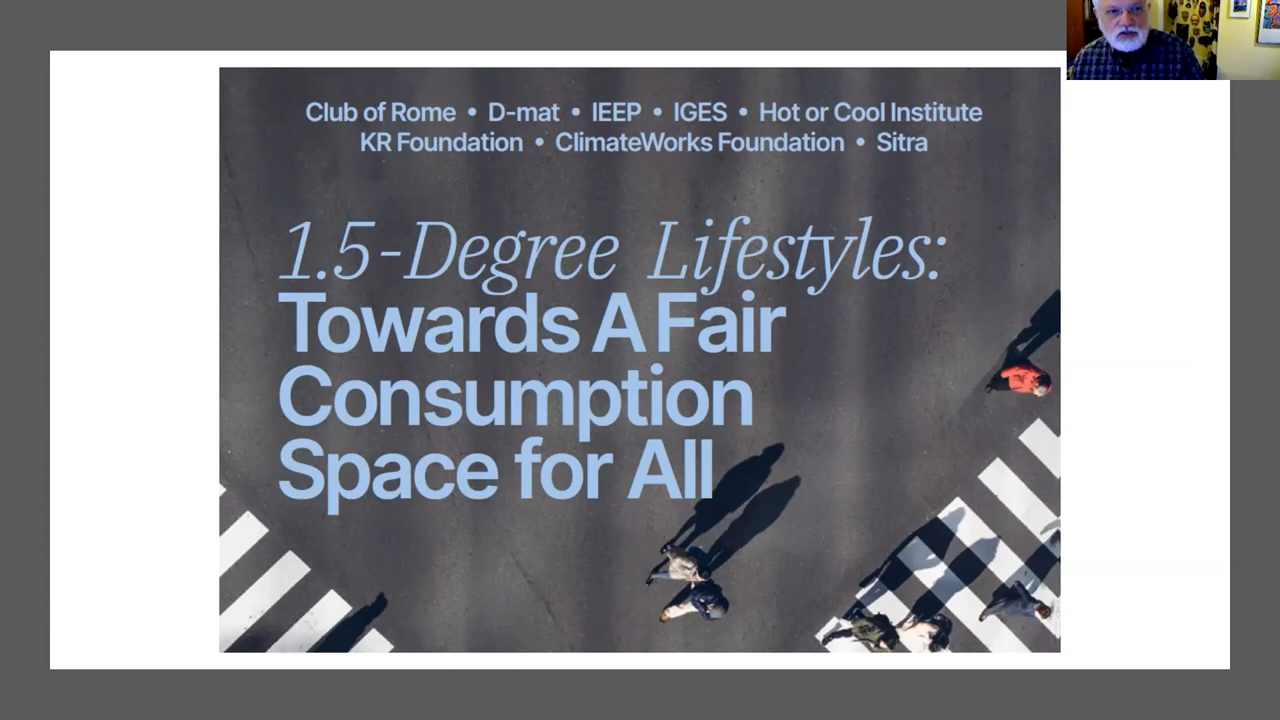 Club of Rome • D-mat • IEEP • IGES • Hot or Cool Institute
KR Foundation • ClimateWorks Foundation • Sitra
1.5-Degree Lifestyles:
Towards A Fair
Consumption
Space for All